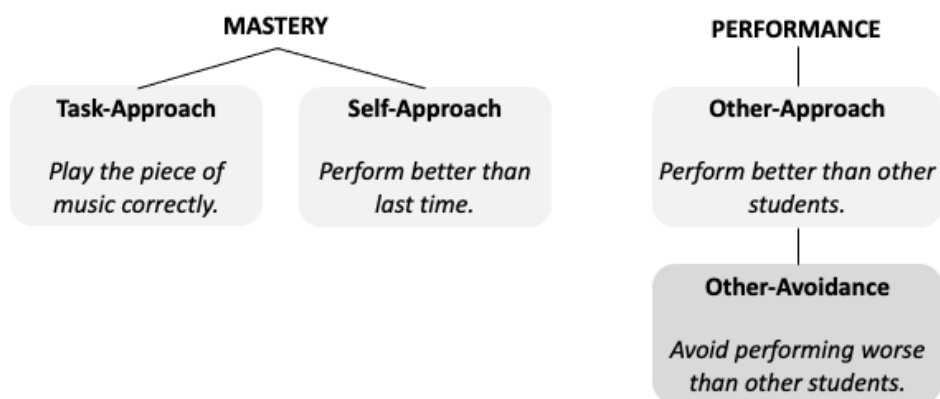 MASTERY
Task-Approach
Play the piece of
music correctly.
Self-Approach
Perform better than
last time.
PERFORMANCE
Other-Approach
Perform better than other
students.
Other-Avoidance
Avoid performing worse
than other students.